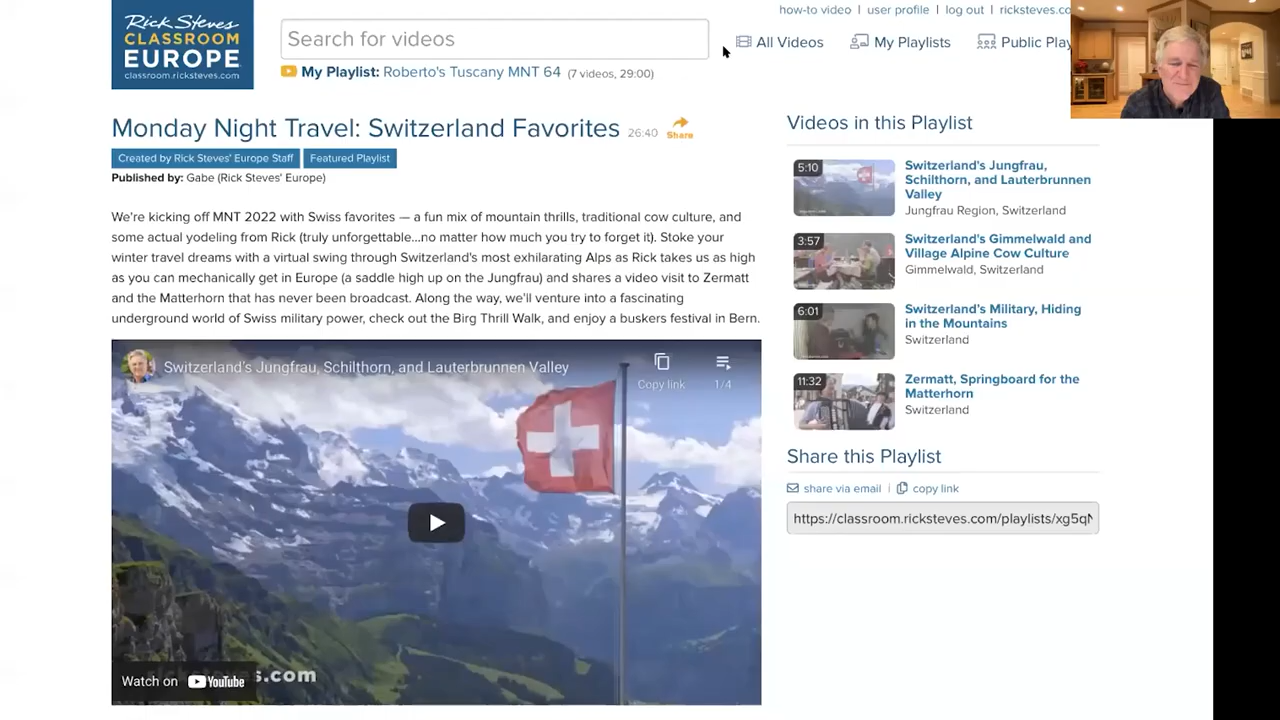 Rick Steves
CLASSROOM
EUROPE
classroom.ricksteves.com
Search for videos
My Playlist: Roberto's Tuscany MNT 64 (7 videos, 29:00)
how-to video | user profile | log out | ricksteves.co
All Videos
My Playlists
Public Play
Monday Night Travel: Switzerland Favorites 26:40
Share
Created by Rick Steves' Europe Staff
Featured Playlist
Published by: Gabe (Rick Steves' Europe)
We're kicking off MNT 2022 with Swiss favorites — a fun mix of mountain thrills, traditional cow culture, and
some actual yodeling from Rick (truly unforgettable...no matter how much you try to forget it). Stoke your
winter travel dreams with a virtual swing through Switzerland's most exhilarating Alps as Rick takes us as high
as you can mechanically get in Europe (a saddle high up on the Jungfrau) and shares a video visit to Zermatt
and the Matterhorn that has never been broadcast. Along the way, we'll venture into a fascinating
underground world of Swiss military power, check out the Birg Thrill Walk, and enjoy a buskers festival in Bern.
Switzerland's Jungfrau, Schilthorn, and Lauterbrunnen Valley
Copy link
1/4
Watch on YouTube
s.com
Videos in this Playlist
5:10
Switzerland's Jungfrau,
Schilthorn, and Lauterbrunnen
Valley
Jungfrau Region, Switzerland
3:57
Switzerland's Gimmelwald and
Village Alpine Cow Culture
Gimmelwald, Switzerland
6:01
Switzerland's Military, Hiding
in the Mountains
Switzerland
11:32
Zermatt, Springboard for the
Matterhorn
Switzerland
Share this Playlist
share via email | copy link
https://classroom.ricksteves.com/playlists/xg5q